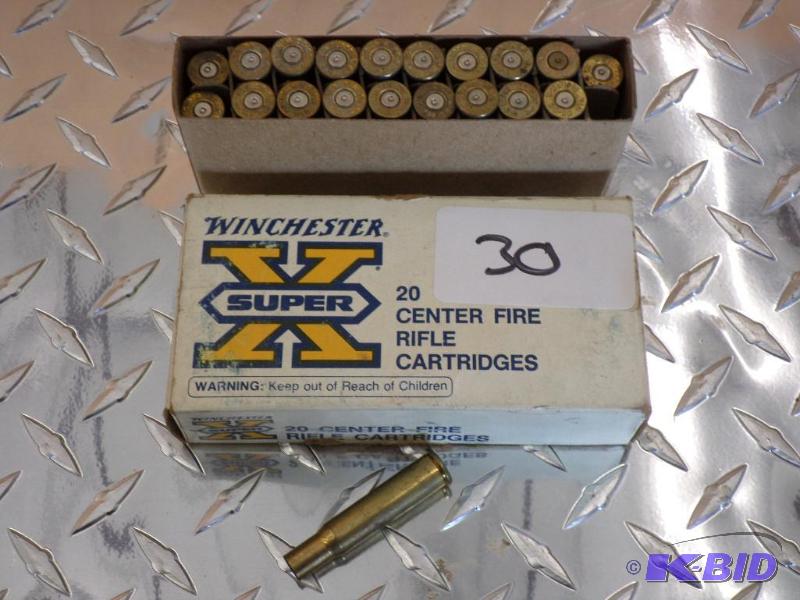 WINCHESTER
X
SUPER
30
20
CENTER FIRE
RIFLE
CARTRIDGES
WARNING: Keep out of Reach of Children
WINCHESTER
X
20 CENTER FIRE
RIFLE CARTRIDGES
© K-BID